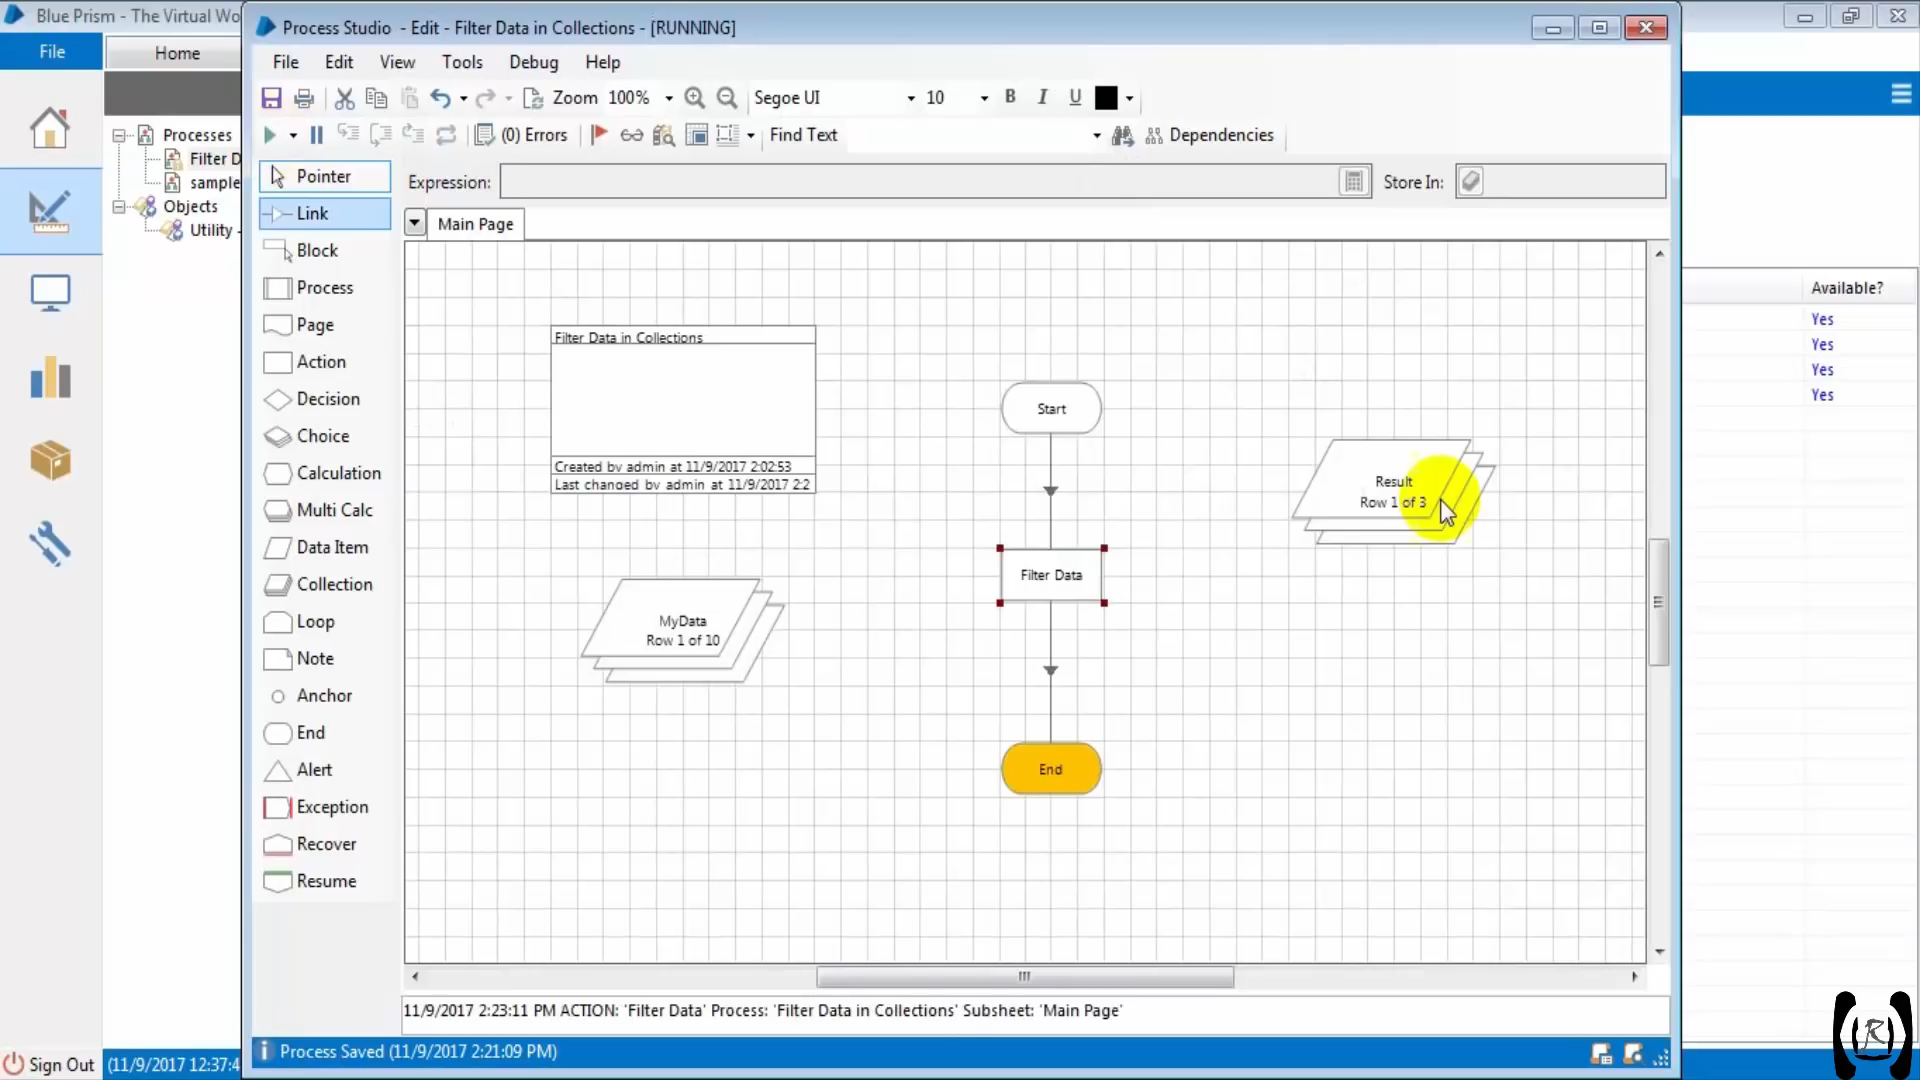 Blue Prism - The Virtual Wo
Process Studio - Edit - Filter Data in Collections - [RUNNING]
File
Home
File Edit View Tools Debug Help
Zoom 100% Segoe UI 10 B I U
(0) Errors Find Text Dependencies
Processes
Filter D
sample
Objects
Utility -
Pointer
Link
Block
Process
Page
Action
Decision
Choice
Calculation
Multi Calc
Data Item
Collection
Loop
Note
Anchor
End
Alert
Exception
Recover
Resume
Expression:
Store In:
Main Page
Filter Data in Collections
Created by admin at 11/9/2017 2:02:53
Last changed by admin at 11/9/2017 2:2
Start
Result
Row 1 of 3
Filter Data
MyData
Row 1 of 10
End
Available?
Yes
Yes
Yes
Yes
11/9/2017 2:23:11 PM ACTION: 'Filter Data' Process: 'Filter Data in Collections' Subsheet: 'Main Page'
Process Saved (11/9/2017 2:21:09 PM)
Sign Out
(11/9/2017 12:37:4
R